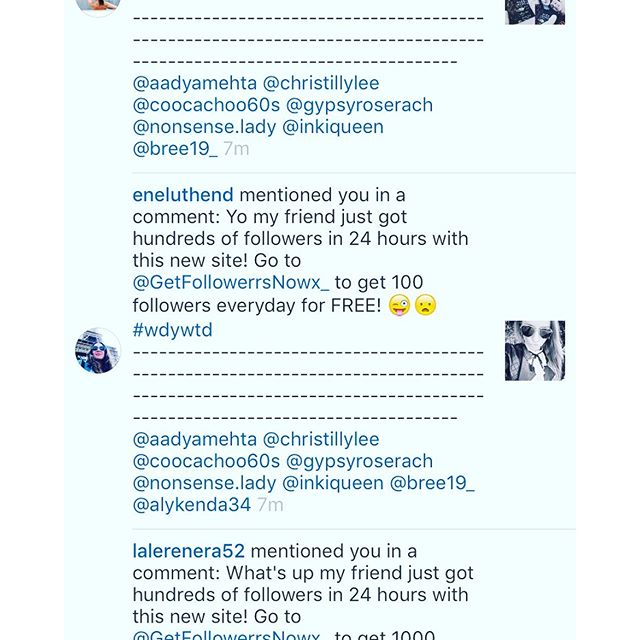 ----------------------------------------
----------------------------------------
-------------------------------------
@aadyamehta @christillylee
@coocachoo60s @gypsyroserach
@nonsense.lady @inkiqueen
@bree19_ 7m
eneluthend mentioned you in a
comment: Yo my friend just got
hundreds of followers in 24 hours with
this new site! Go to
@GetFollowerrsNowx_ to get 100
followers everyday for FREE! 😜😦
#wdywtd
----------------------------------------
----------------------------------------
----------------------------------------
-------------------------------------
@aadyamehta @christillylee
@coocachoo60s @gypsyroserach
@nonsense.lady @inkiqueen @bree19_
@alykenda34 7m
lalerenera52 mentioned you in a
comment: What's up my friend just got
hundreds of followers in 24 hours with
this new site! Go to
@GetFollowerrsNowx_ to get 1000